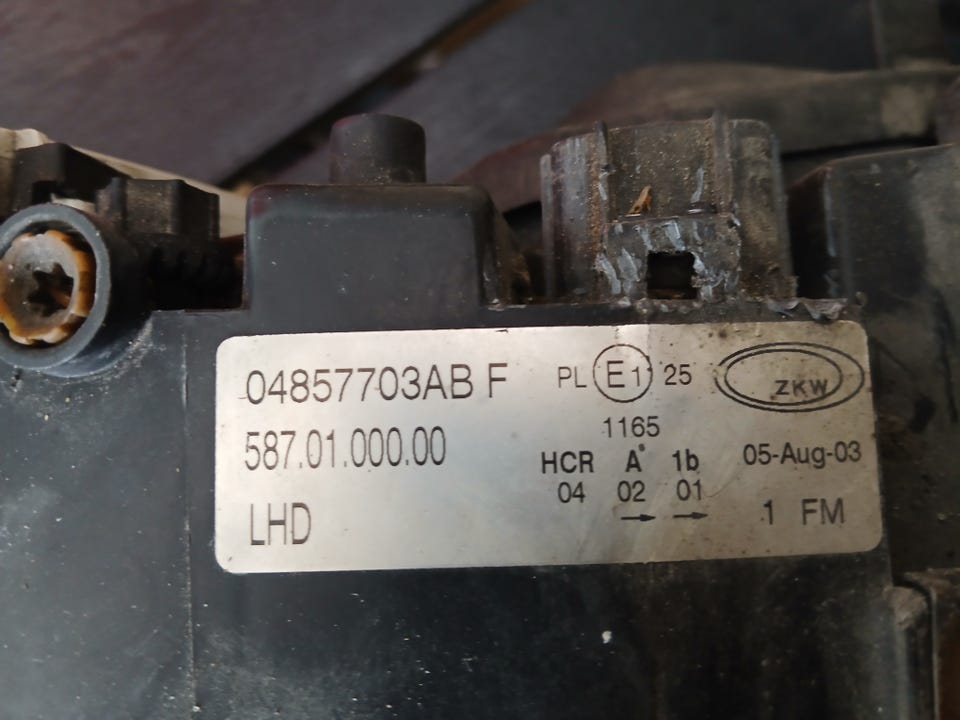 04857703AB F
587.01.000.00
LHD
PL E1 25
1165
HCR A 1b
04 02 01
→ →
ZKW
05-Aug-03
1 FM